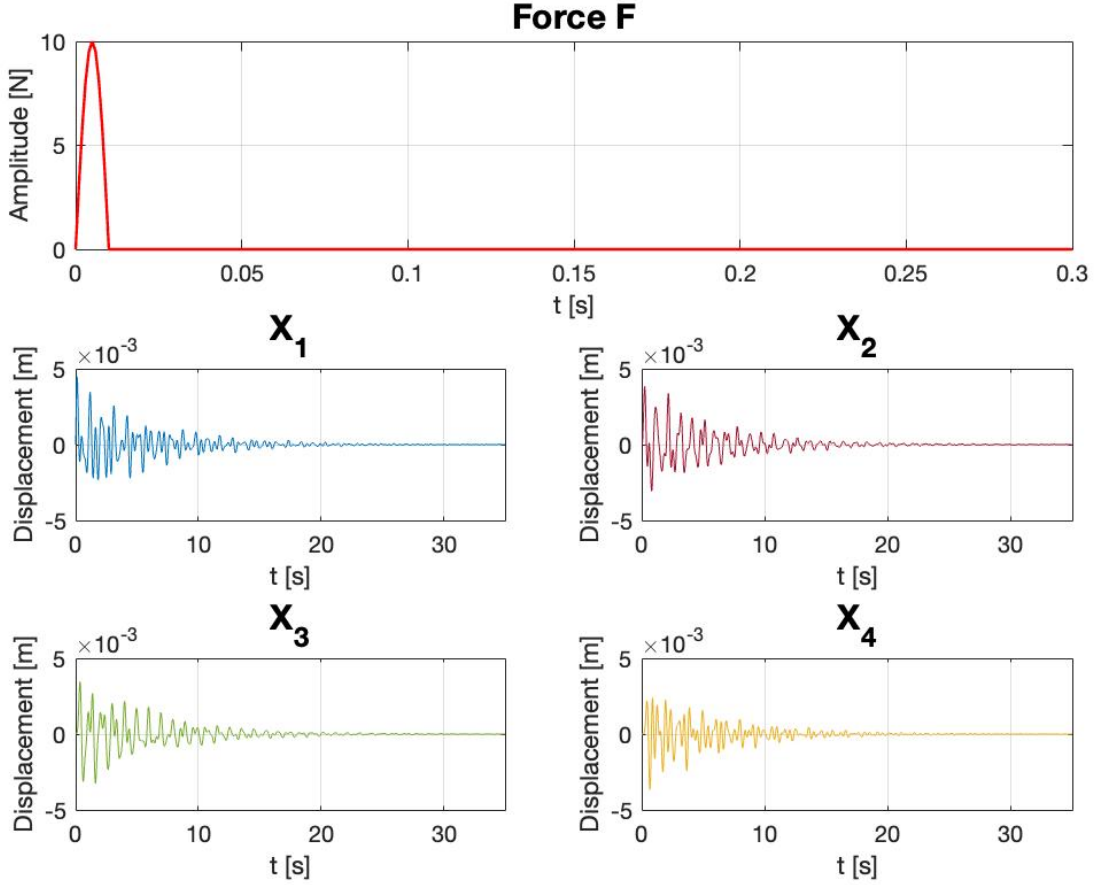 Force F
Amplitude [N]
10
5
0
0 0.05 0.1 0.15 0.2 0.25 0.3
t [s]
X1
×10-3
Displacement [m]
5
0
-5
0 10 20 30
t [s]
X2
×10-3
Displacement [m]
5
0
-5
0 10 20 30
t [s]
X3
×10-3
Displacement [m]
5
0
-5
0 10 20 30
t [s]
X4
×10-3
Displacement [m]
5
0
-5
0 10 20 30
t [s]